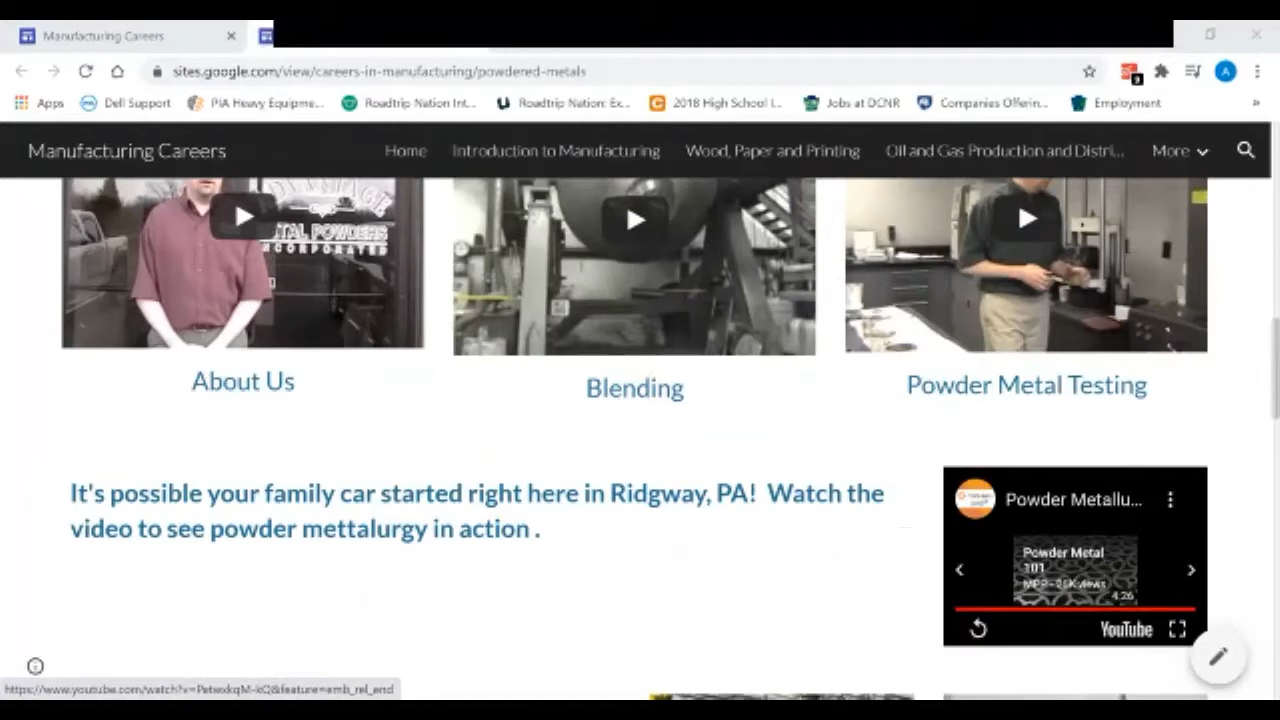 Manufacturing Careers
sites.google.com/view/careers-in-manufacturing/powdered-metals
A
Apps
Dell Support
PIA Heavy Equipme...
Roadtrip Nation Int...
Roadtrip Nation: Ex...
2018 High School I...
Jobs at DCNR
Companies Offerin...
Employment
»
Manufacturing Careers
Home
Introduction to Manufacturing
Wood, Paper and Printing
Oil and Gas Production and Distri...
More
METAL POWDERS
INCORPORATED
About Us
Blending
Powder Metal Testing
It's possible your family car started right here in Ridgway, PA! Watch the
video to see powder mettalurgy in action .
Powder Metallu...
Powder Metal
101
4:26
YouTube